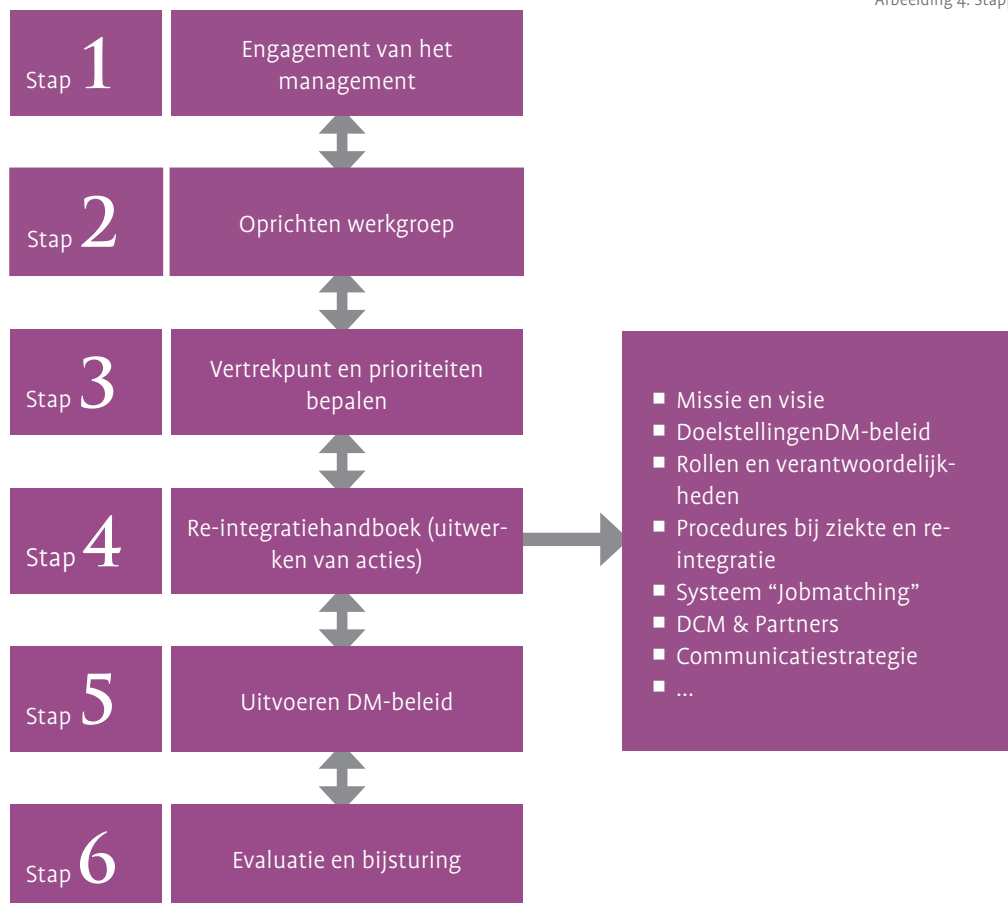 Afbeelding 4. Stapp
Stap 1
Engagement van het
management
Stap 2
Oprichten werkgroep
Stap 3
Vertrekpunt en prioriteiten
bepalen
Stap 4
Re-integratiehandboek (uitwer-
ken van acties)
■ Missie en visie
■ DoelstellingenDM-beleid
■ Rollen en verantwoordelijk-
heden
■ Procedures bij ziekte en re-
integratie
■ Systeem “Jobmatching”
■ DCM & Partners
■ Communicatiestrategie
■ ...
Stap 5
Uitvoeren DM-beleid
Stap 6
Evaluatie en bijsturing